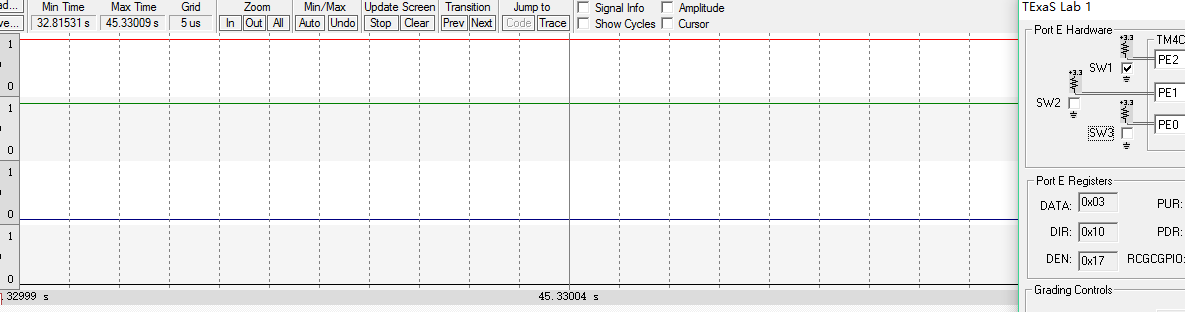 ad... Min Time Max Time Grid Zoom Min/Max Update Screen Transition Jump to Signal Info Amplitude
ve... 32.81531 s 45.33009 s 5 us In Out All Auto Undo Stop Clear Prev Next Code Trace Show Cycles Cursor
1
0
1
0
1
0
1
0
32999 s 45.33004 s
TExaS Lab 1
Port E Hardware
TM4C
+3.3
SW1
PE2
+3.3
SW2
PE1
+3.3
SW3
PE0
Port E Registers
DATA: 0x03 PUR:
DIR: 0x10 PDR:
DEN: 0x17 RCGCGPIO:
Grading Controls